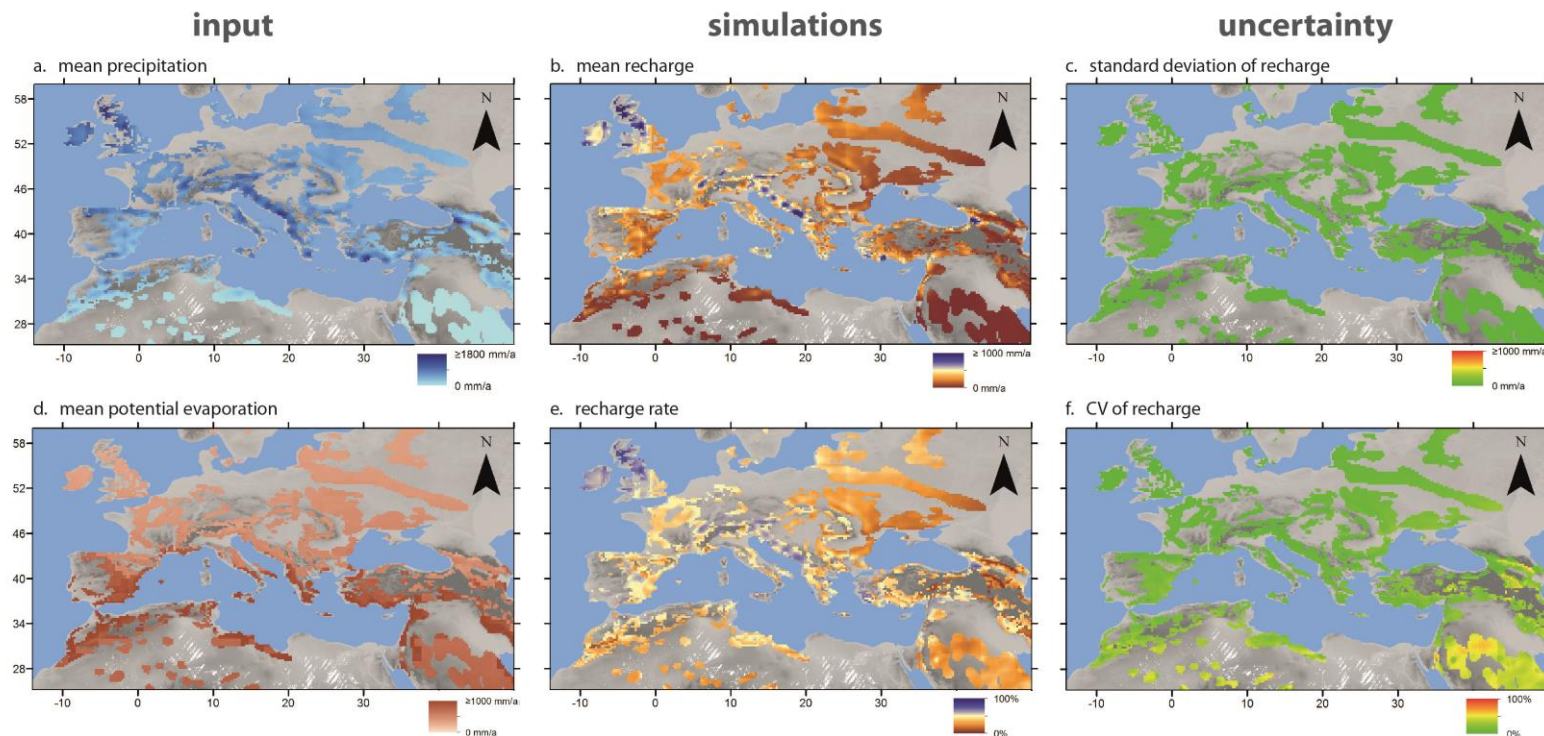 input
simulations
uncertainty
a. mean precipitation
b. mean recharge
c. standard deviation of recharge
N
N
N
58
52
46
40
34
28
-10 0 10 20 30
≥1800 mm/a
0 mm/a
-10 0 10 20 30
≥ 1000 mm/a
0 mm/a
-10 0 10 20 30
≥1000 mm/a
0 mm/a
d. mean potential evaporation
e. recharge rate
f. CV of recharge
N
N
N
58
52
46
40
34
28
-10 0 10 20 30
≥1000 mm/a
0 mm/a
-10 0 10 20 30
100%
0%
-10 0 10 20 30
100%
0%